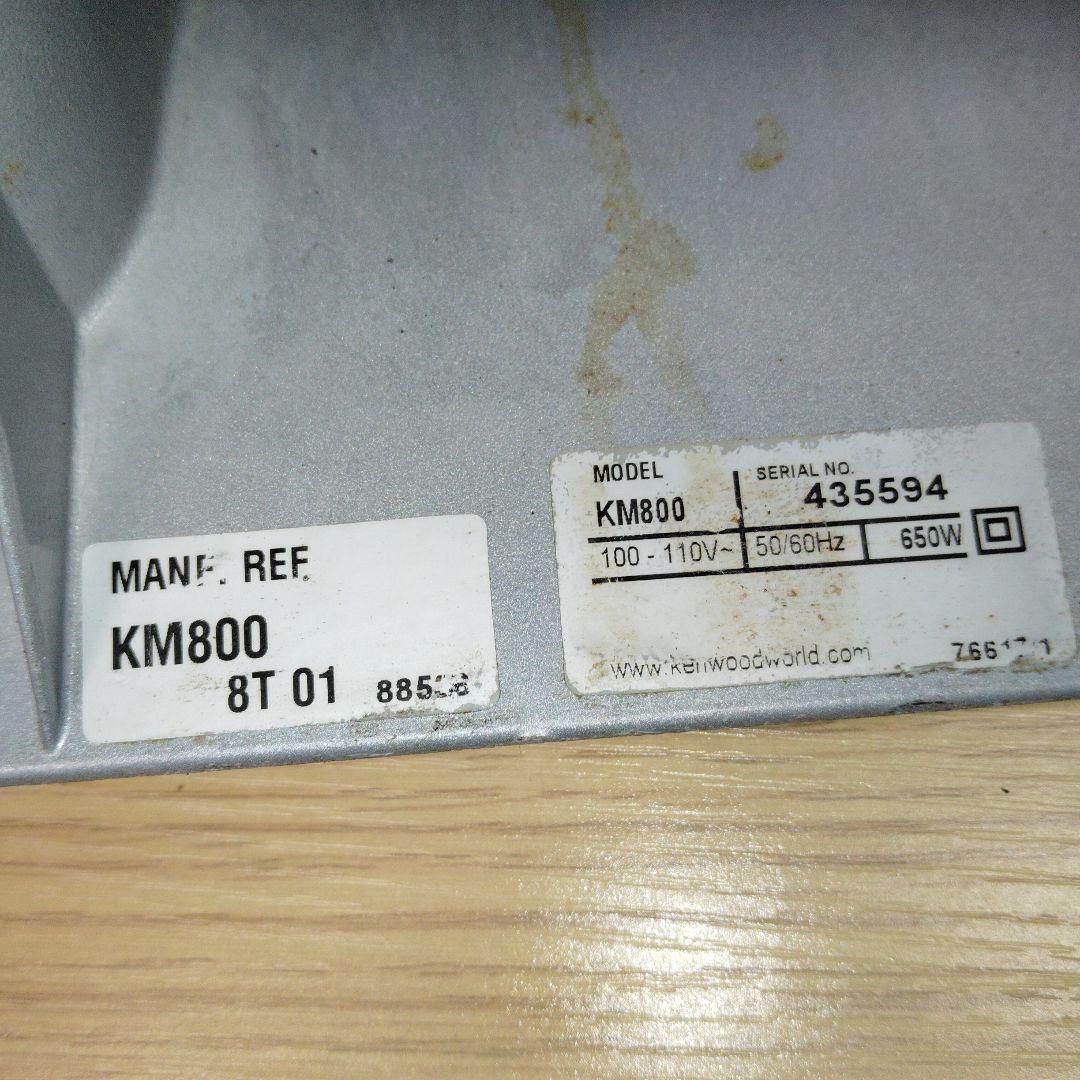 MANF. REF.
KM800
8T 01
MODEL
SERIAL NO.
KM800
435594
100 - 110V~
50/60Hz
650W
www.kenwoodworld.com